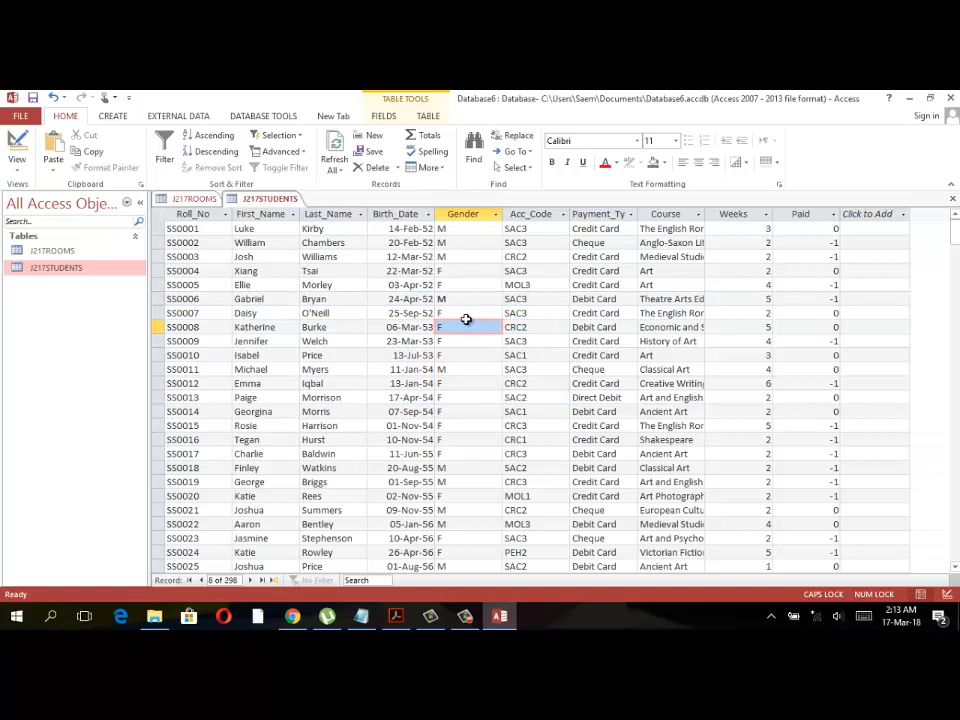 TABLE TOOLS
Database6 : Database- C:\Users\Saem\Documents\Database6.accdb (Access 2007 - 2013 file format) - Access
FILE HOME CREATE EXTERNAL DATA DATABASE TOOLS New Tab FIELDS TABLE Sign in
View
Views
Paste
Cut
Copy
Format Painter
Clipboard
Filter
Ascending
Descending
Remove Sort
Selection
Advanced
Toggle Filter
Sort & Filter
Refresh
All
New
Save
Delete
Totals
Spelling
More
Records
Find
Replace
Go To
Select
Find
Calibri 11
B I U
Text Formatting
All Access Obje...
Search...
Tables
J217ROOMS
J217STUDENTS
J217ROOMS J217STUDENTS
Roll_No First_Name Last_Name Birth_Date Gender Acc_Code Payment_Ty Course Weeks Paid Click to Add
SS0001 Luke Kirby 14-Feb-52 M SAC3 Credit Card The English Ror 3 0
SS0002 William Chambers 20-Feb-52 M SAC3 Cheque Anglo-Saxon Lit 2 -1
SS0003 Josh Williams 12-Mar-52 M CRC2 Credit Card Medieval Studi 2 -1
SS0004 Xiang Tsai 22-Mar-52 F SAC3 Credit Card Art 2 0
SS0005 Ellie Morley 03-Apr-52 F MOL3 Credit Card Art 4 -1
SS0006 Gabriel Bryan 24-Apr-52 M SAC3 Debit Card Theatre Arts Ed 5 -1
SS0007 Daisy O'Neill 25-Sep-52 F SAC3 Credit Card The English Ror 2 0
SS0008 Katherine Burke 06-Mar-53 F CRC2 Debit Card Economic and S 5 0
SS0009 Jennifer Welch 23-Mar-53 F SAC3 Credit Card History of Art 4 -1
SS0010 Isabel Price 13-Jul-53 F SAC1 Credit Card Art 3 0
SS0011 Michael Myers 11-Jan-54 M SAC3 Cheque Classical Art 4 0
SS0012 Emma Iqbal 13-Jan-54 F CRC2 Credit Card Creative Writin 6 -1
SS0013 Paige Morrison 17-Apr-54 F SAC2 Direct Debit Art and English 2 0
SS0014 Georgina Morris 07-Sep-54 F SAC1 Debit Card Ancient Art 2 0
SS0015 Rosie Harrison 01-Nov-54 F CRC3 Credit Card The English Ror 2 0
SS0016 Tegan Hurst 10-Nov-54 F CRC1 Credit Card Shakespeare 2 -1
SS0017 Charlie Baldwin 11-Jun-55 F CRC3 Debit Card Ancient Art 2 0
SS0018 Finley Watkins 20-Aug-55 M SAC2 Debit Card Classical Art 2 0
SS0019 George Briggs 01-Sep-55 M CRC3 Debit Card Art and English 2 -1
SS0020 Katie Rees 02-Nov-55 F MOL1 Credit Card Art Photograph 2 -1
SS0021 Joshua Summers 09-Nov-55 M CRC2 Cheque European Cultu 2 0
SS0022 Aaron Bentley 05-Jan-56 M MOL3 Debit Card Medieval Studi 4 0
SS0023 Jasmine Stephenson 10-Apr-56 F SAC3 Cheque Art and Psycho 2 -1
SS0024 Katie Rowley 26-Apr-56 F PEH2 Debit Card Victorian Fiction 5 -1
SS0025 Joshua Price M SAC2 Debit Card Ancient Art 1 0
Record: 8 of 298 No Filter Search
Ready CAPS LOCK NUM LOCK
2:13 AM
17-Mar-18
2